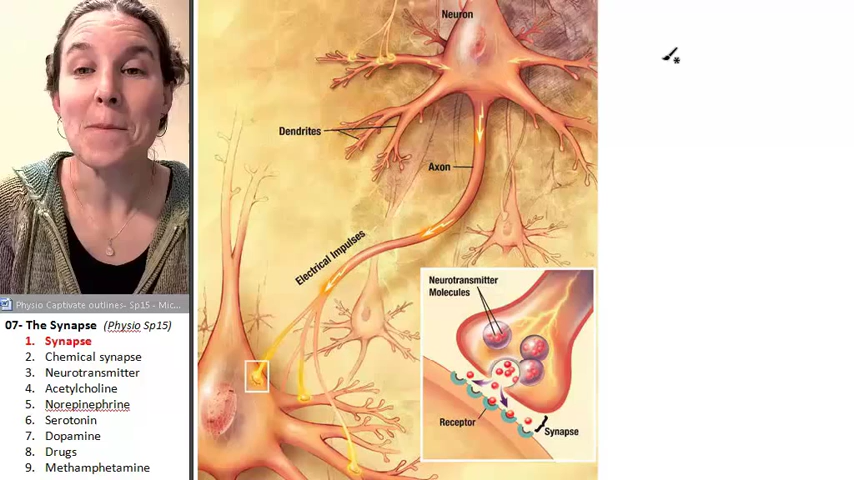 Neuron
Dendrites
Axon
Electrical Impulses
Neurotransmitter
Molecules
Receptor
Synapse
Physio Captivate outlines- Sp15 - Mic...
07- The Synapse (Physio Sp15)
1. Synapse
2. Chemical synapse
3. Neurotransmitter
4. Acetylcholine
5. Norepinephrine
6. Serotonin
7. Dopamine
8. Drugs
9. Methamphetamine